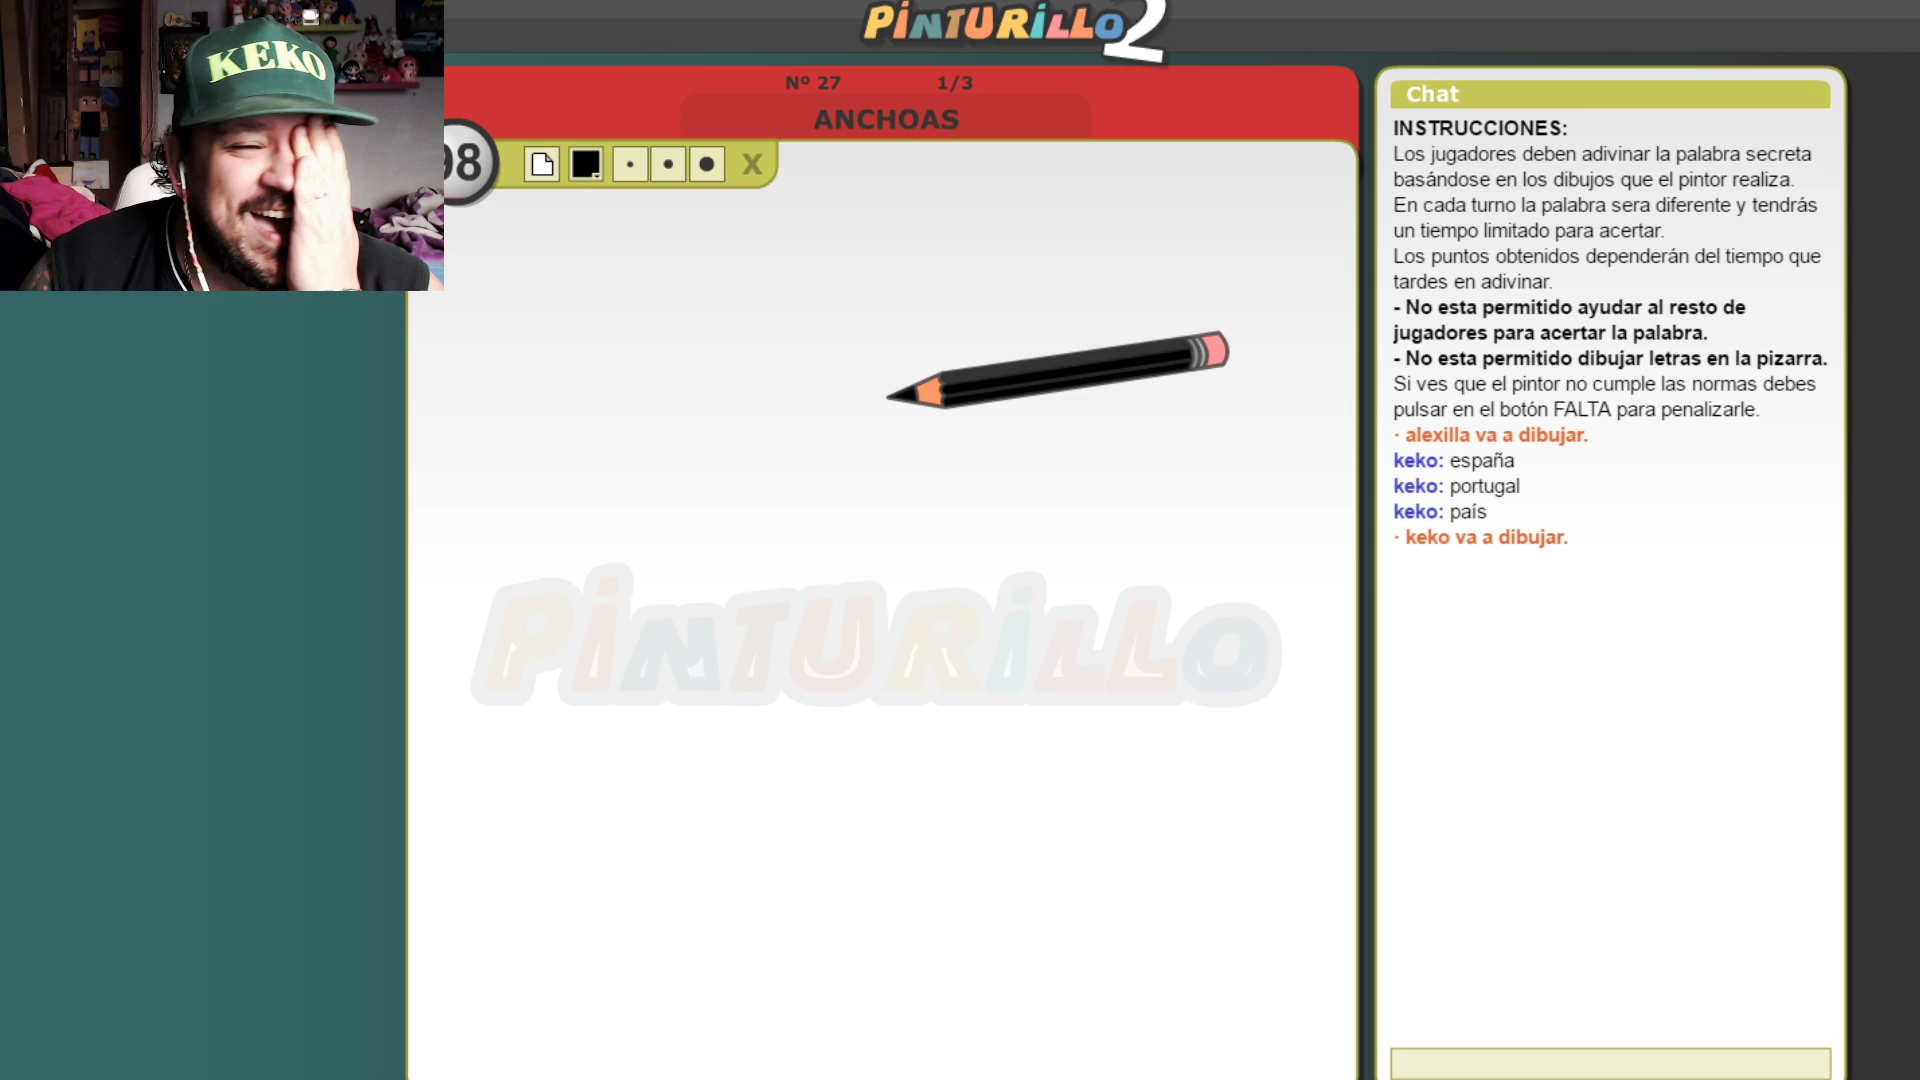 KEKO
PiNTURiLLO2
Nº 27 1/3
ANCHOAS
98
X
PiNTURiLLO
Chat
INSTRUCCIONES:
Los jugadores deben adivinar la palabra secreta
basándose en los dibujos que el pintor realiza.
En cada turno la palabra sera diferente y tendrás
un tiempo limitado para acertar.
Los puntos obtenidos dependerán del tiempo que
tardes en adivinar.
- No esta permitido ayudar al resto de
jugadores para acertar la palabra.
- No esta permitido dibujar letras en la pizarra.
Si ves que el pintor no cumple las normas debes
pulsar en el botón FALTA para penalizarle.
· alexilla va a dibujar.
keko: españa
keko: portugal
keko: país
· keko va a dibujar.